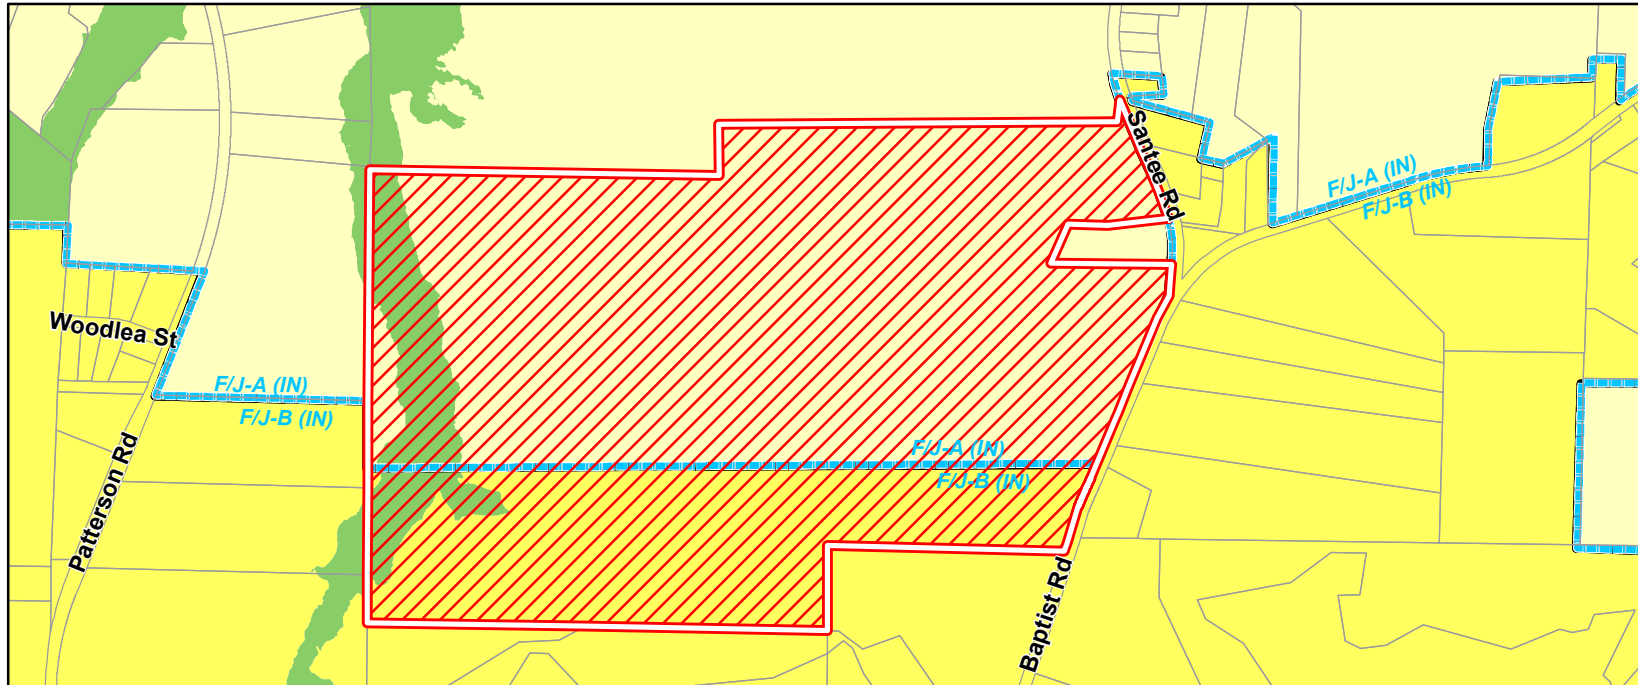 Santee Rd
F/J-A (IN)
F/J-B (IN)
Woodlea St
F/J-A (IN)
F/J-B (IN)
F/J-A (IN)
F/J-B (IN)
Patterson Rd
Baptist Rd